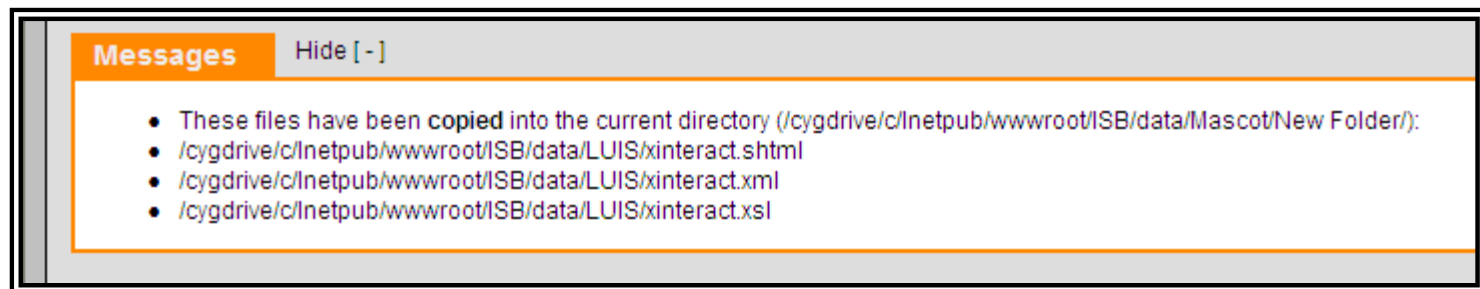 Messages Hide [ - ]
These files have been copied into the current directory (/cygdrive/c/Inetpub/wwwroot/ISB/data/Mascot/New Folder/):
/cygdrive/c/Inetpub/wwwroot/ISB/data/LUIS/xinteract.shtml
/cygdrive/c/Inetpub/wwwroot/ISB/data/LUIS/xinteract.xml
/cygdrive/c/Inetpub/wwwroot/ISB/data/LUIS/xinteract.xsl